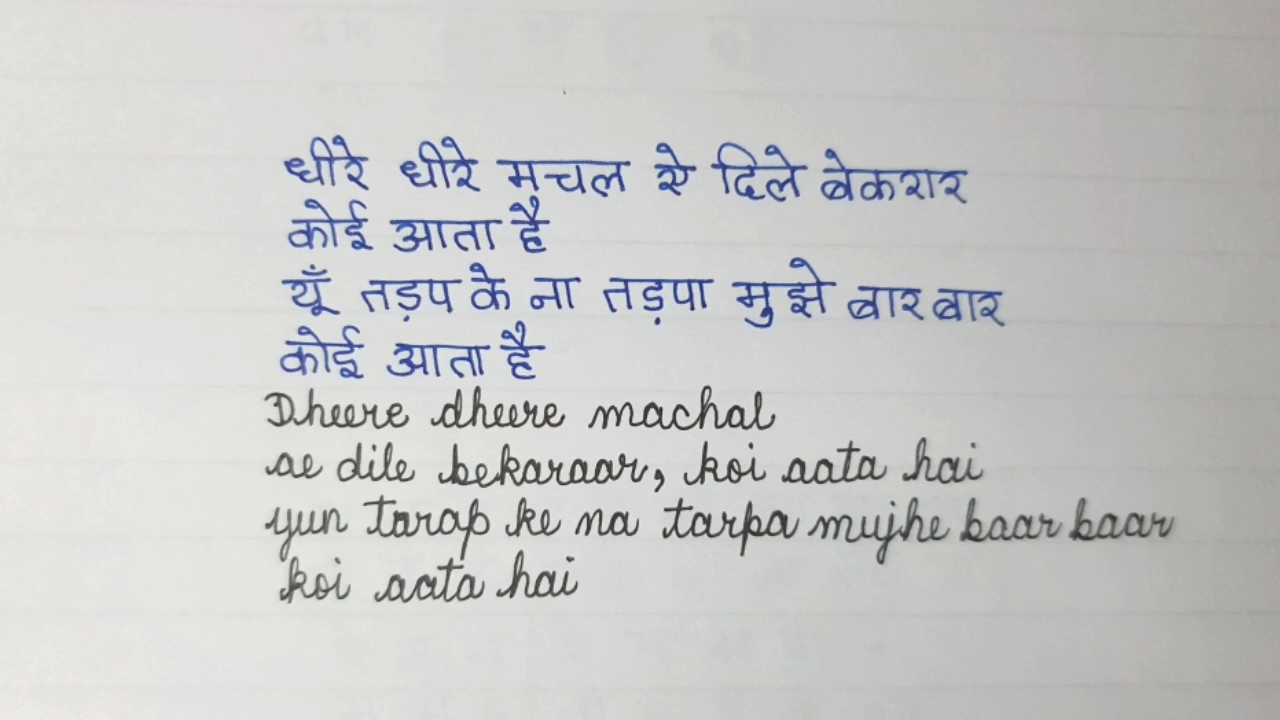 धीरे धीरे मचल ऐ दिले बेकरार
कोई आता है
यूँ तड़प के ना तड़पा मुझे बार बार
कोई आता है
Dheere dheere machal
ae dile bekaraar, koi aata hai
yun tarap ke na tarpa mujhe baar baar
koi aata hai